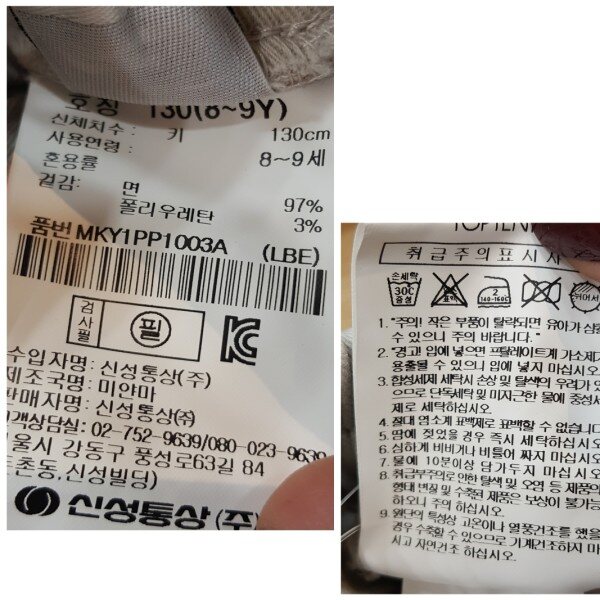 호칭 130(8~9Y)
신체치수 : 키 130cm
사용연령 : 8~9세
혼용률
겉감: 면 97%
폴리우레탄 3%
품번 MKY1PP1003A (LBE)
검사필 필
수입자명: 신성통상(주)
제조국명: 미얀마
판매자명: 신성통상㈜
고객상담실: 02-752-9639/080-023-9639
서울시 강동구 풍성로63길 84
둔촌동,신성빌딩)
신성통상(주)
취급주의표시사
손세탁 30C 중성 표백 2 140-160C 뉘어서
1. "주의! 작은 부품이 탈락되면 유아가 삼
수 있으니 주의 바랍니다."
2. "경고! 입에 넣으면 프탈레이트계 가소제가
용출될 수 있으니 입에 넣지 마십시오
3. 합성세제 세탁시 손상 및 탈색의 우려가 있
으므로 단독세탁 및 미지근한 물에 중성세
제로 세탁하십시오.
4. 절대 염소계 표백제로 표백할 수 없습니다
5. 땀에 젖었을 경우 즉시 세탁하십시오
6. 심하게 비비거나 비틀어 짜지 마십시오
7. 물에 10분이상 담가두지 마십시오
8. 취급부주의로 인한 탈색 및 오염 등 제품의
형태 변질 및 수축된 제품은 보상이 불가능
하오니 주의 하십시오.
9. 원단의 특성상 고온이나 열풍건조를 했을
경우 수축할 수 있으므로 기계건조하지 마
시고 자연건조 하십시오.